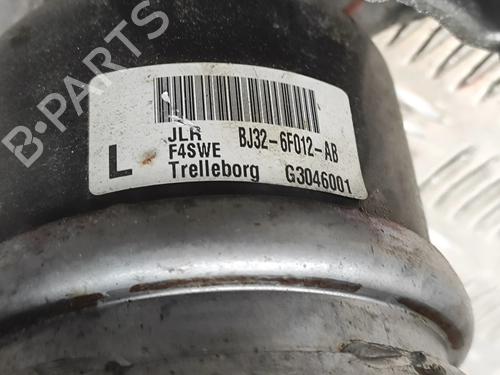 B-PARTS
JLR BJ32-6F012-AB
F4SWE
L Trelleborg G3046001